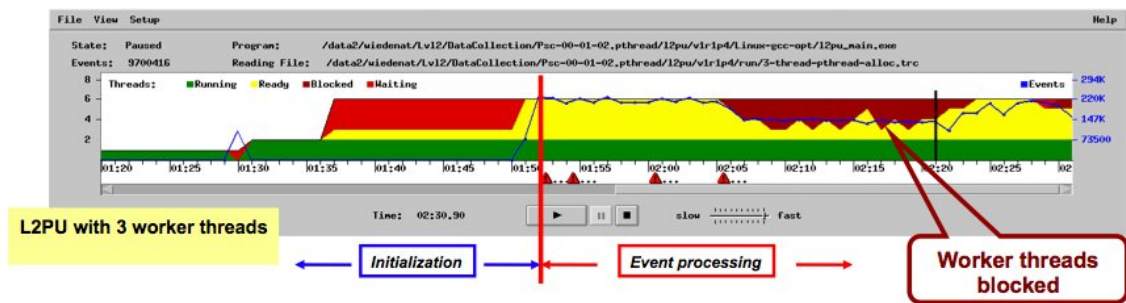 File View Setup Help
State: Paused Program: /data2/wiedenat/Lvl2/DataCollection/Psc-00-01-02.pthread/l2pu/v1r1p4/Linux-gcc-opt/l2pu_main.exe
Events: 9700416 Reading File: /data2/wiedenat/Lvl2/DataCollection/Psc-00-01-02.pthread/l2pu/v1r1p4/run/3-thread-pthread-alloc.trc
8 Threads: Running Ready Blocked Waiting Events 294K
6 220K
4 147K
2 73500
01:20 01:25 01:30 01:35 01:40 01:45 01:50 01:55 02:00 02:05 02:10 02:15 02:20 02:25 02:
Time: 02:30.90 slow fast
L2PU with 3 worker threads
Initialization Event processing
Worker threads
blocked